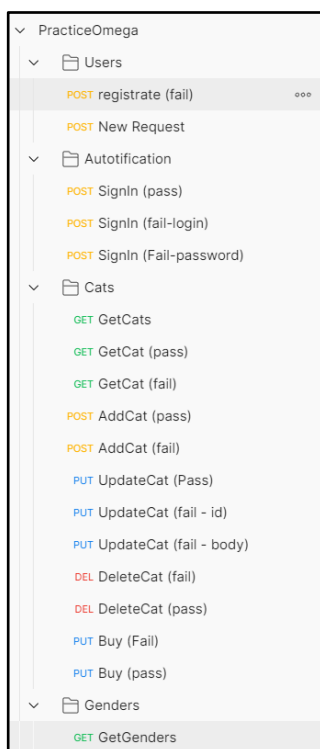 PracticeOmega
Users
POST registrate (fail)
POST New Request
Autotification
POST SignIn (pass)
POST SignIn (fail-login)
POST SignIn (Fail-password)
Cats
GET GetCats
GET GetCat (pass)
GET GetCat (fail)
POST AddCat (pass)
POST AddCat (fail)
PUT UpdateCat (Pass)
PUT UpdateCat (fail - id)
PUT UpdateCat (fail - body)
DEL DeleteCat (fail)
DEL DeleteCat (pass)
PUT Buy (Fail)
PUT Buy (pass)
Genders
GET GetGenders